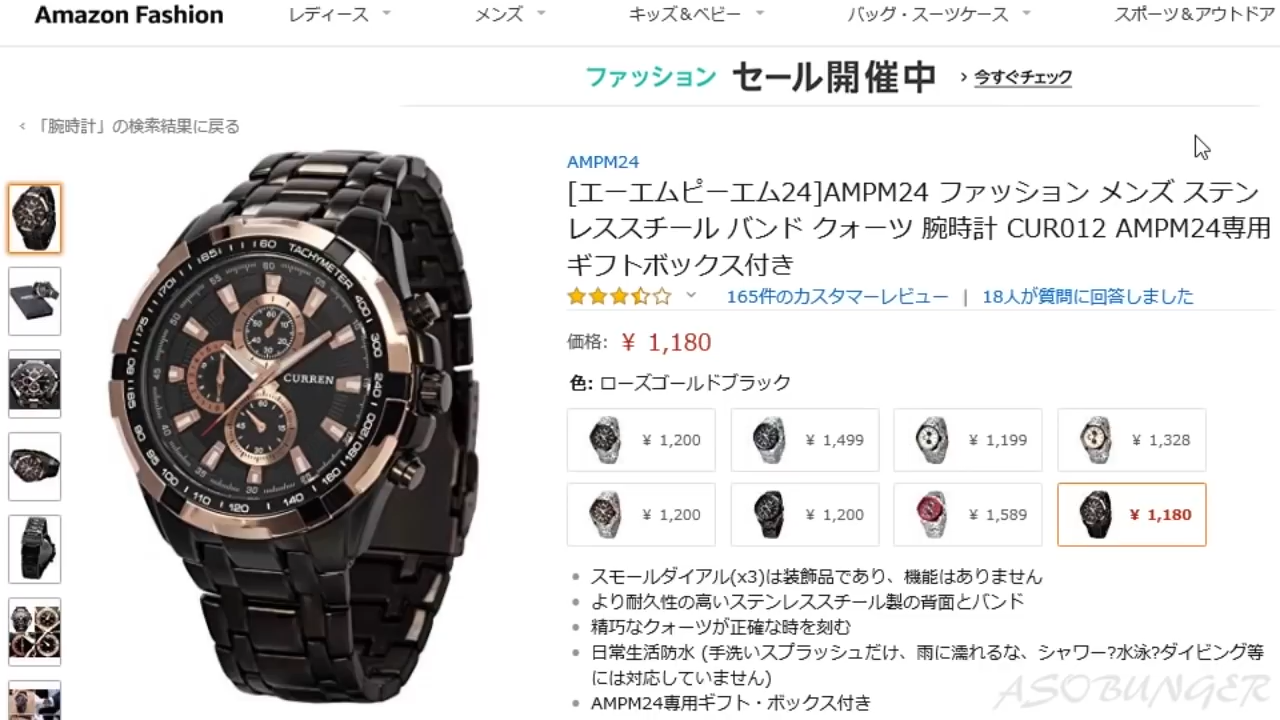 Amazon Fashion
レディース
メンズ
キッズ&ベビー
バッグ・スーツケース
スポーツ&アウトドア
ファッション セール開催中 › 今すぐチェック
‹ 「腕時計」の検索結果に戻る
AMPM24
[エーエムピーエム24]AMPM24 ファッション メンズ ステン
レススチール バンド クォーツ 腕時計 CUR012 AMPM24専用
ギフトボックス付き
165件のカスタマーレビュー | 18人が質問に回答しました
価格: ¥ 1,180
色: ローズゴールドブラック
¥ 1,200
¥ 1,499
¥ 1,199
¥ 1,328
¥ 1,200
¥ 1,200
¥ 1,589
¥ 1,180
• スモールダイアル(x3)は装飾品であり、機能はありません
• より耐久性の高いステンレススチール製の背面とバンド
• 精巧なクォーツが正確な時を刻む
• 日常生活防水 (手洗いスプラッシュだけ、雨に濡れるな、シャワー?水泳?ダイビング等
には対応していません)
• AMPM24専用ギフト・ボックス付き
CURREN
TACHYMETER 400 300 240 200 180 160 140 120 110 100
ASOBUNGER